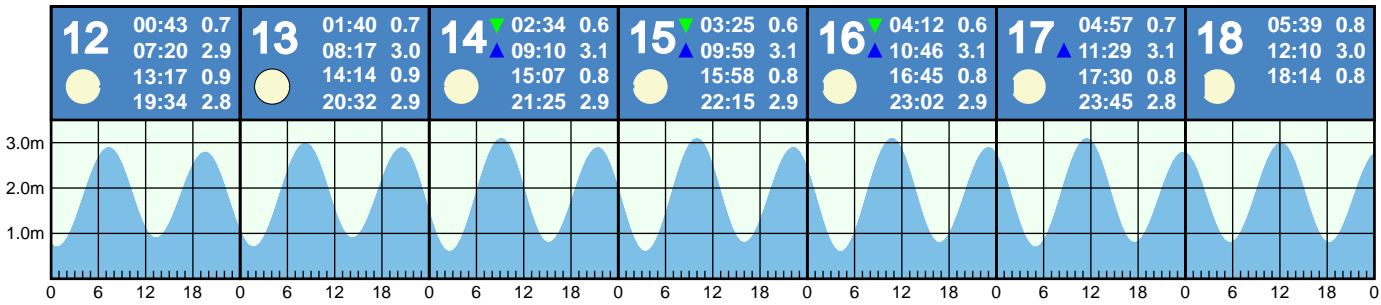 12 00:43 0.7
07:20 2.9
13:17 0.9
19:34 2.8
13 01:40 0.7
08:17 3.0
14:14 0.9
20:32 2.9
14 ▼ 02:34 0.6
▲ 09:10 3.1
15:07 0.8
21:25 2.9
15 ▼ 03:25 0.6
▲ 09:59 3.1
15:58 0.8
22:15 2.9
16 ▼ 04:12 0.6
▲ 10:46 3.1
16:45 0.8
23:02 2.9
17 04:57 0.7
▲ 11:29 3.1
17:30 0.8
23:45 2.8
18 05:39 0.8
12:10 3.0
18:14 0.8
3.0m
2.0m
1.0m
0 6 12 18 0 6 12 18 0 6 12 18 0 6 12 18 0 6 12 18 0 6 12 18 0 6 12 18 0